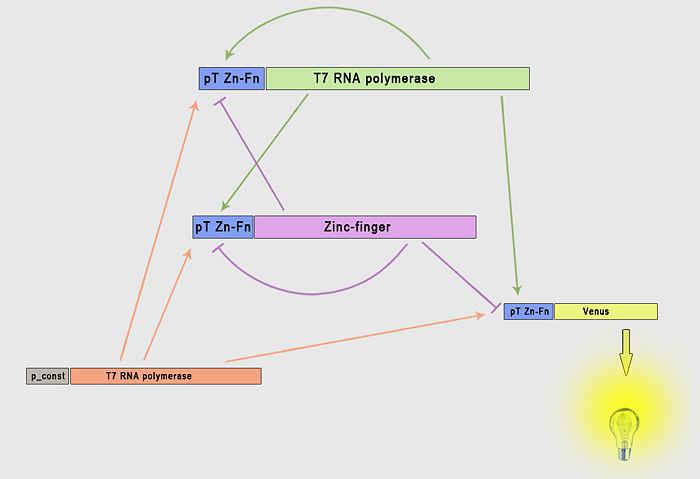 pT Zn-Fn T7 RNA polymerase
pT Zn-Fn Zinc-finger
pT Zn-Fn Venus
p_const T7 RNA polymerase